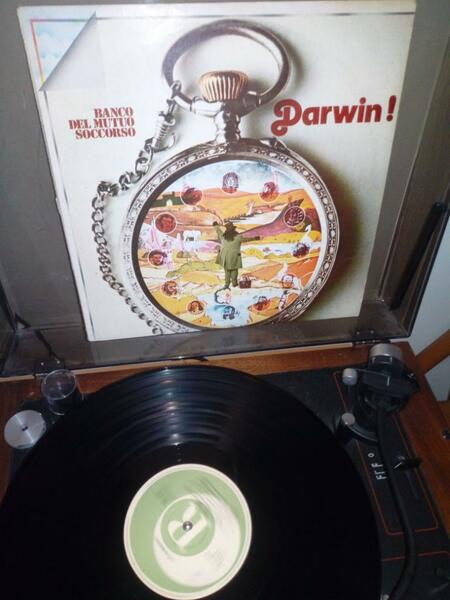 BANCO
DEL MUTUO
SOCCORSO
Darwin!
R